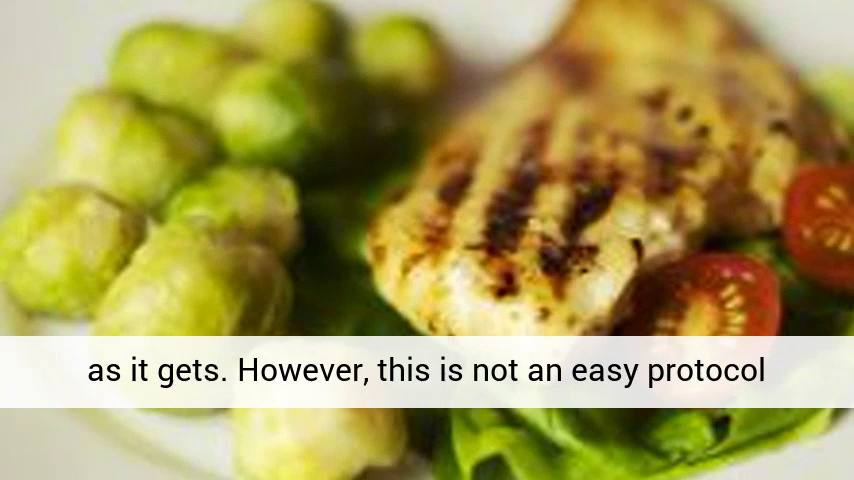 as it gets. However, this is not an easy protocol